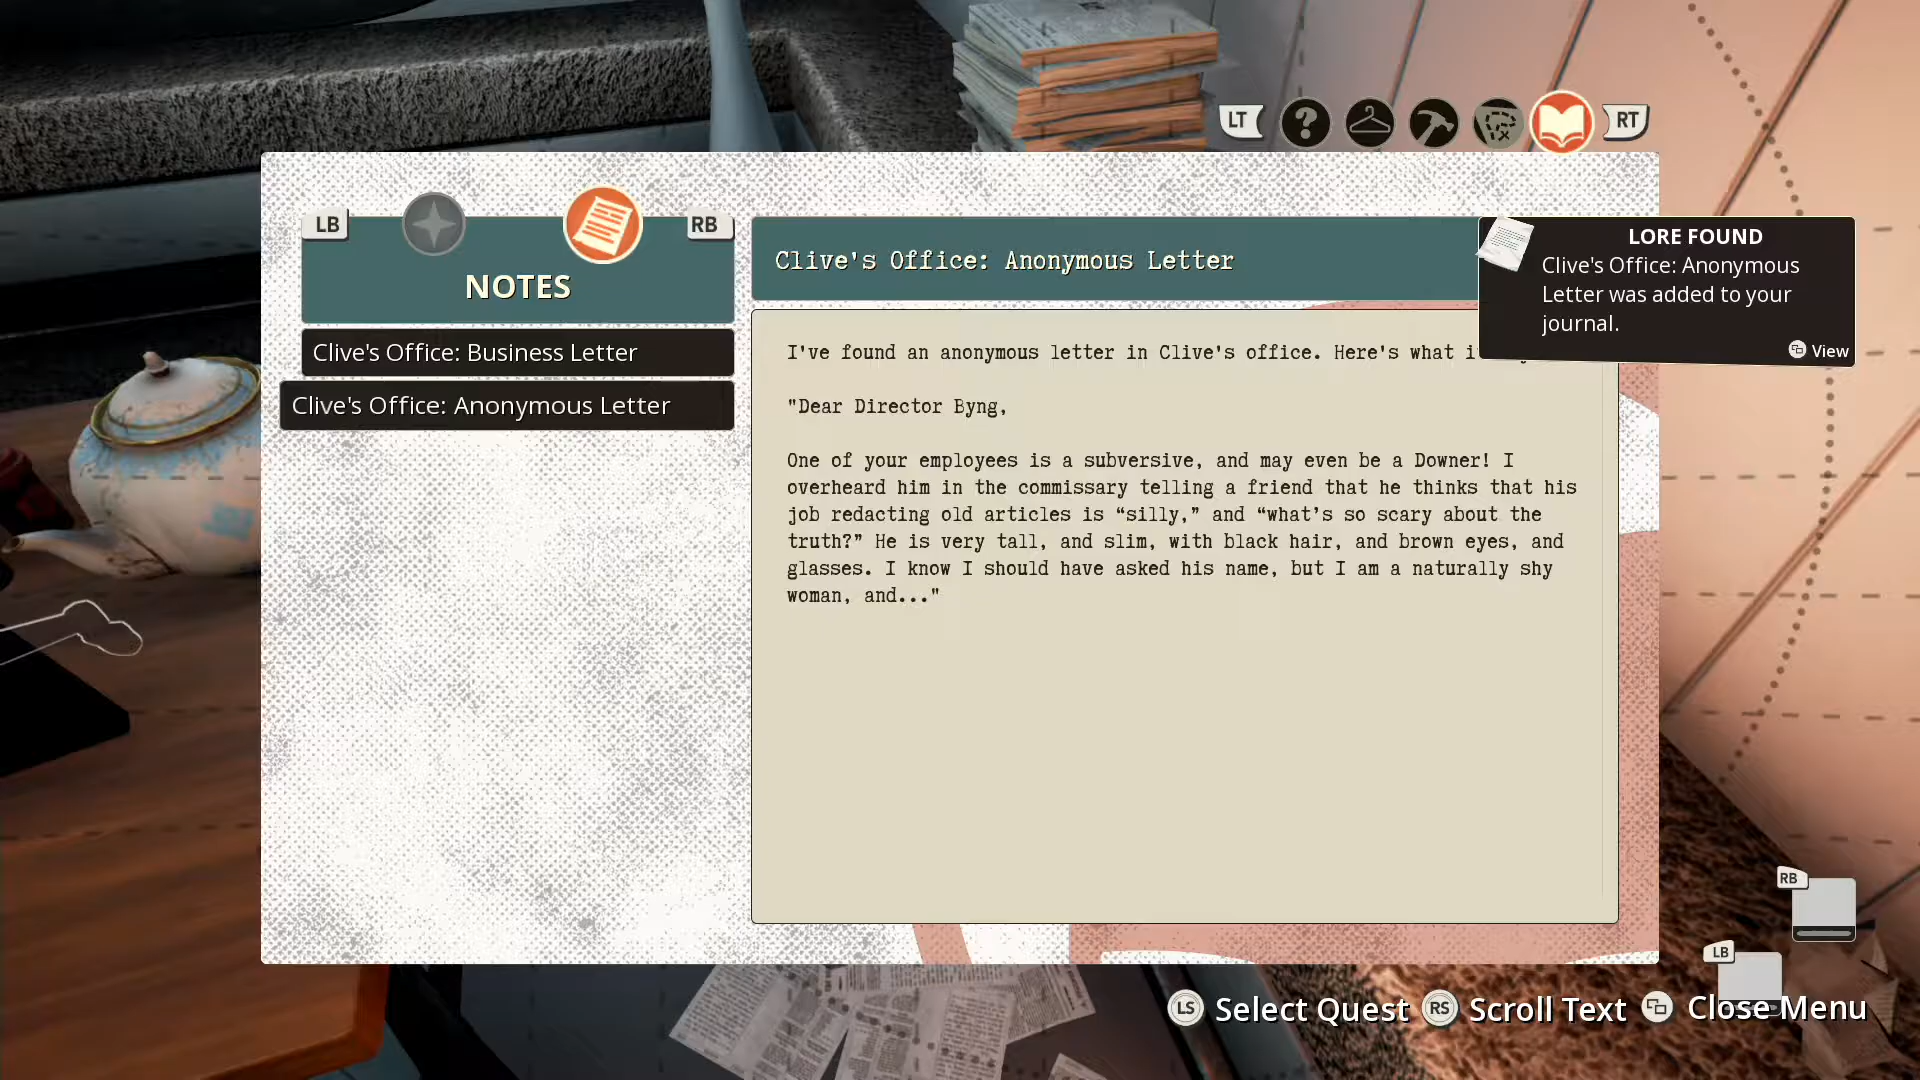 LT
RT
LB
RB
NOTES
Clive's Office: Business Letter
Clive's Office: Anonymous Letter
Clive's Office: Anonymous Letter
I've found an anonymous letter in Clive's office. Here's what
"Dear Director Byng,
One of your employees is a subversive, and may even be a Downer! I
overheard him in the commissary telling a friend that he thinks that his
job redacting old articles is “silly,” and “what’s so scary about the
truth?” He is very tall, and slim, with black hair, and brown eyes, and
glasses. I know I should have asked his name, but I am a naturally shy
woman, and..."
LORE FOUND
Clive's Office: Anonymous
Letter was added to your
journal.
View
RB
LB
LS Select Quest RS Scroll Text Close Menu